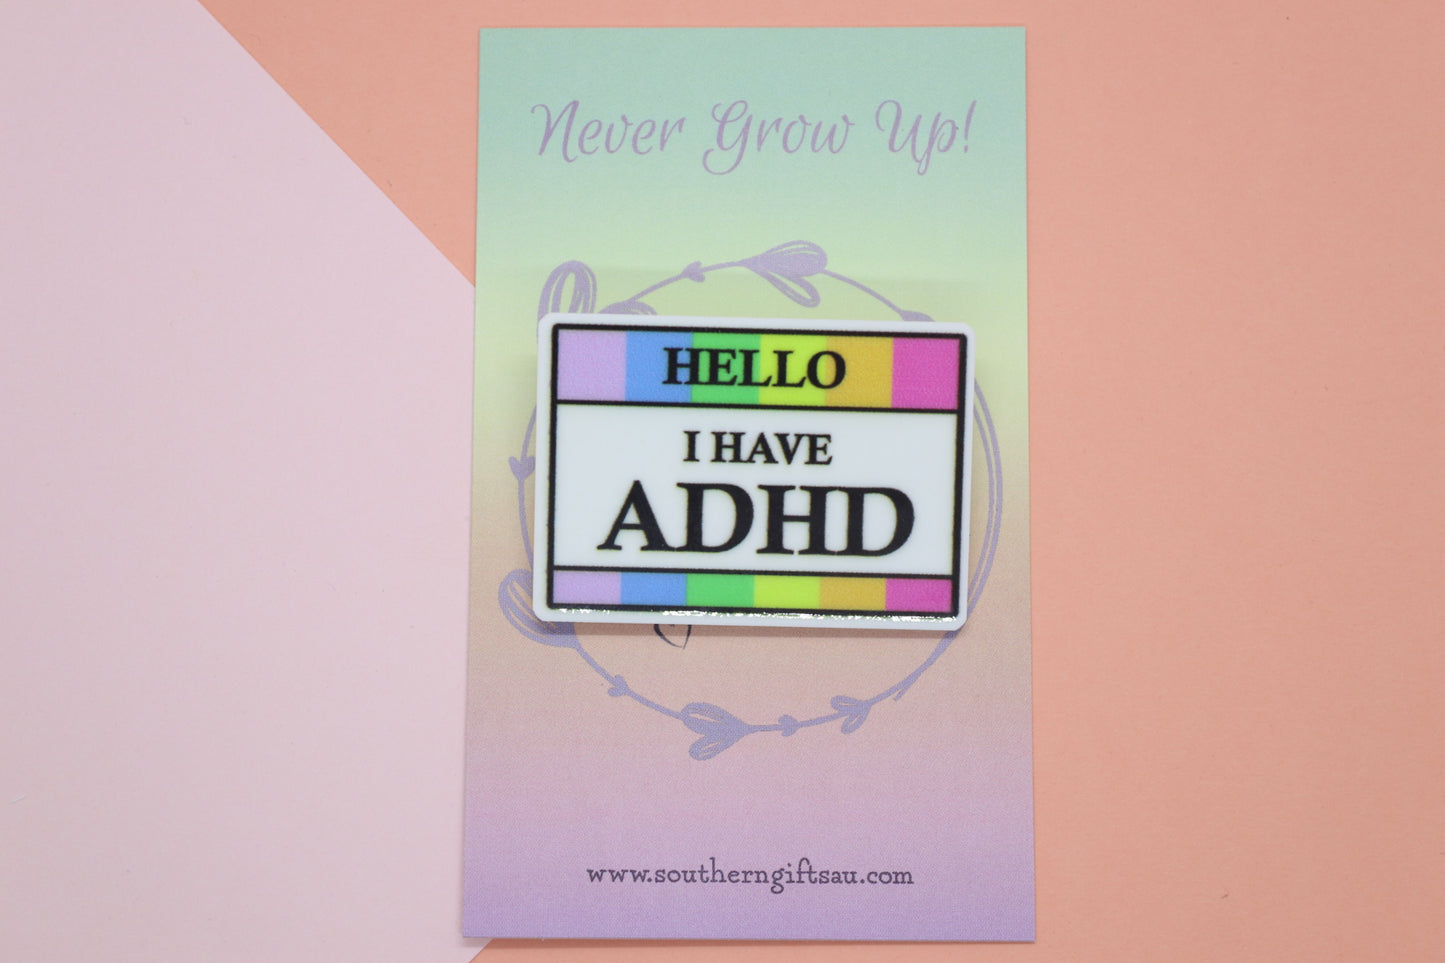 Never Grow Up!
HELLO
I HAVE
ADHD
www.southerngiftsau.com